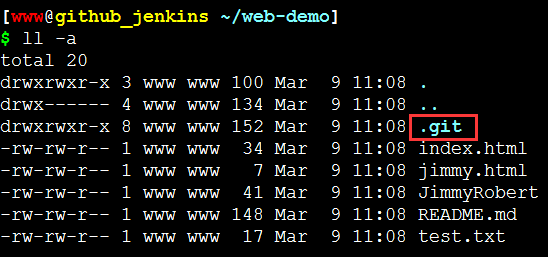 [www@github_jenkins ~/web-demo]
$ ll -a
total 20
drwxrwxr-x 3 www www 100 Mar  9 11:08 .
drwx------ 4 www www 134 Mar  9 11:08 ..
drwxrwxr-x 8 www www 152 Mar  9 11:08 .git
-rw-rw-r-- 1 www www  34 Mar  9 11:08 index.html
-rw-rw-r-- 1 www www   7 Mar  9 11:08 jimmy.html
-rw-rw-r-- 1 www www  41 Mar  9 11:08 JimmyRobert
-rw-rw-r-- 1 www www 148 Mar  9 11:08 README.md
-rw-rw-r-- 1 www www  17 Mar  9 11:08 test.txt